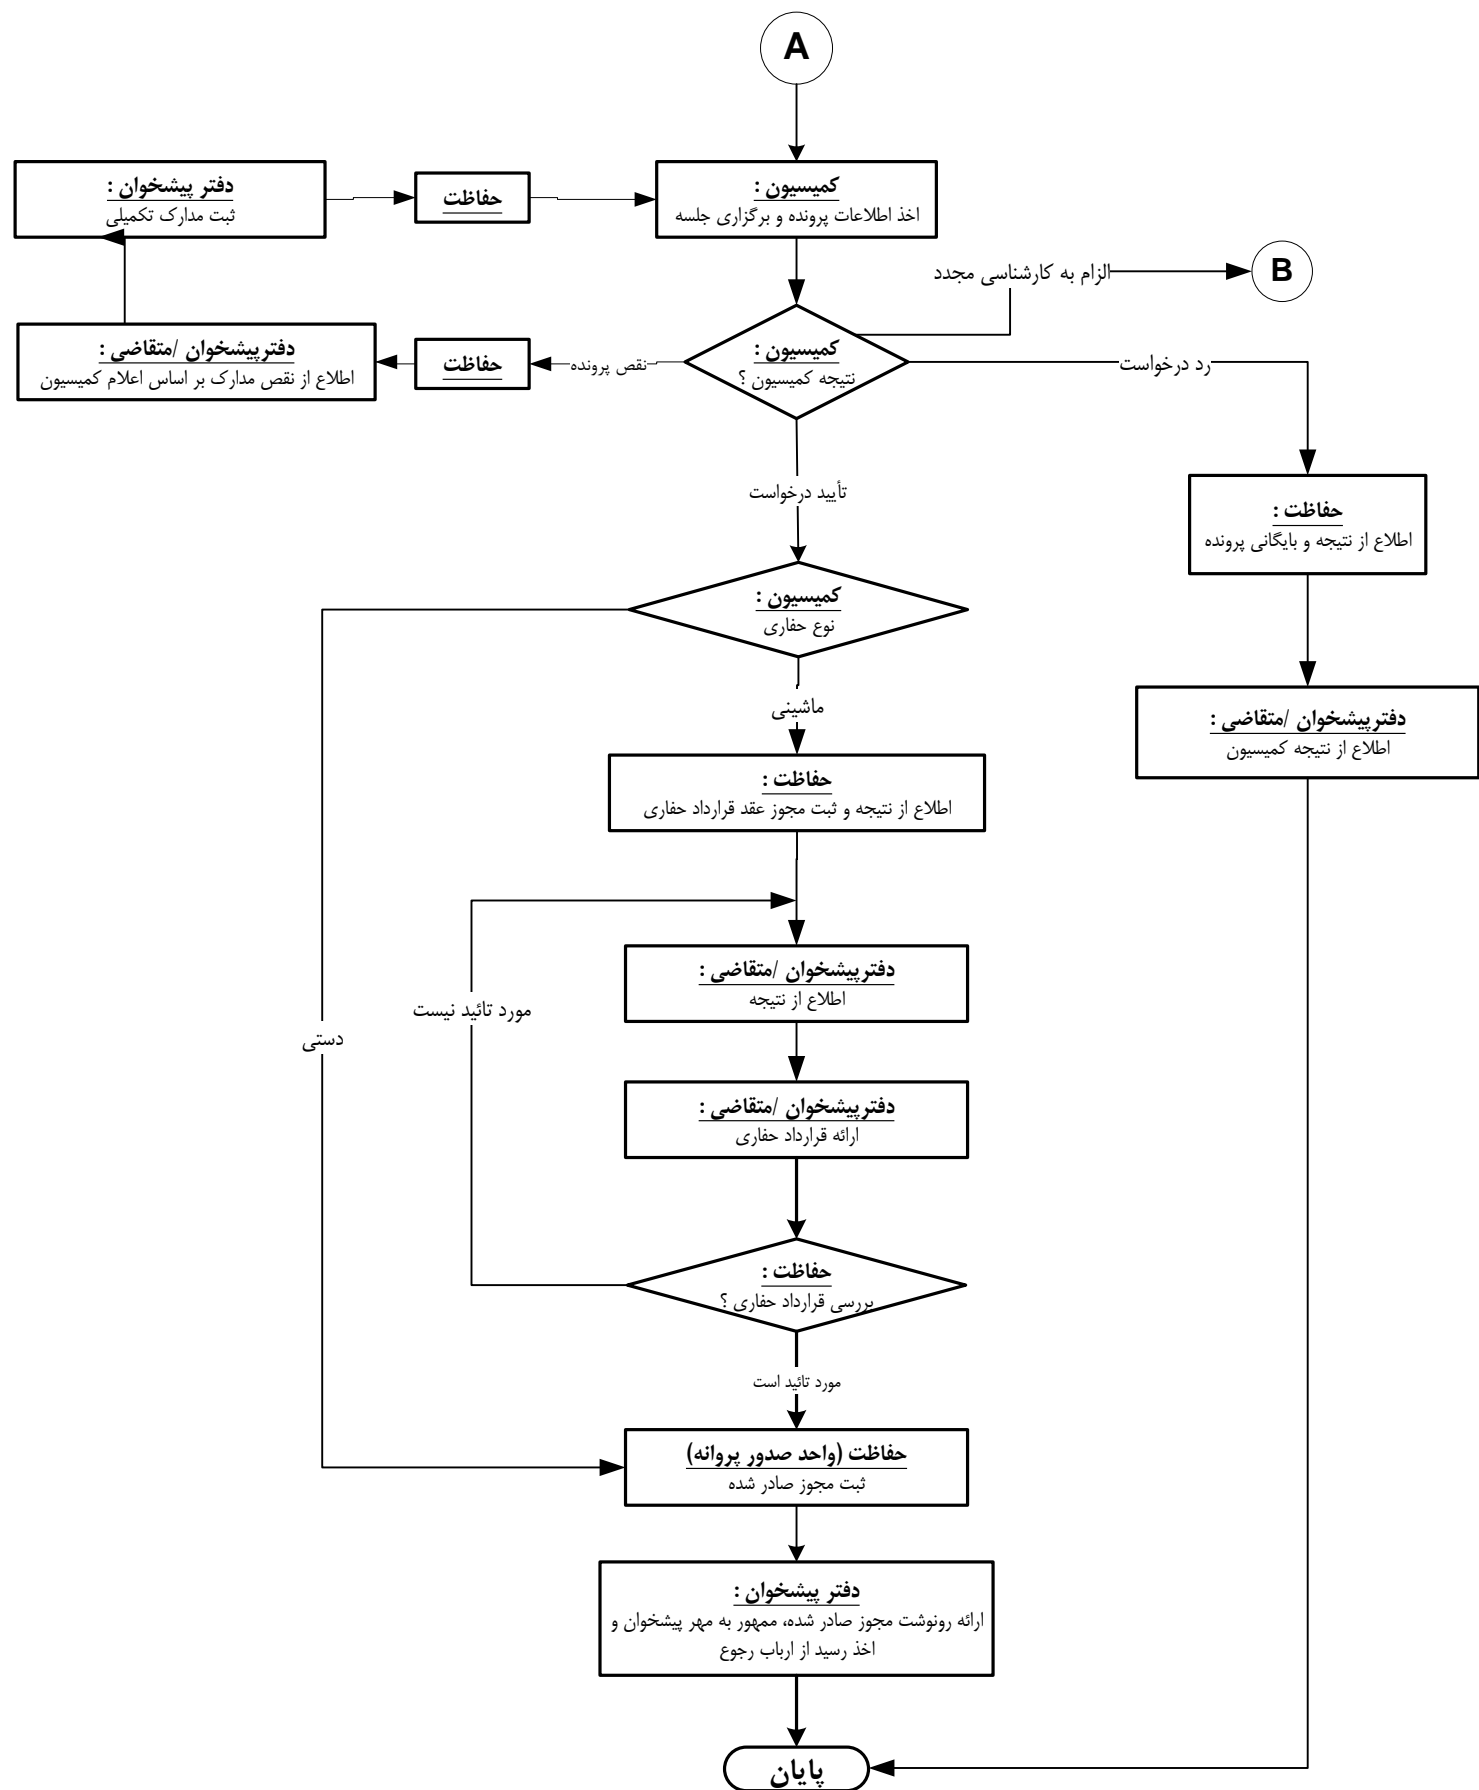 A
کمیسیون :
اخذ اطلاعات پرونده و برگزاری جلسه
حفاظت
دفتر پیشخوان :
ثبت مدارک تکمیلی
الزام به کارشناسی مجدد
B
کمیسیون :
نتیجه کمیسیون ؟
رد درخواست
نقص پرونده
حفاظت
دفترپیشخوان /متقاضی :
اطلاع از نقص مدارک بر اساس اعلام کمیسیون
تأیید درخواست
حفاظت :
اطلاع از نتیجه و بایگانی پرونده
کمیسیون :
نوع حفاری
دفترپیشخوان /متقاضی :
اطلاع از نتیجه کمیسیون
ماشینی
حفاظت :
اطلاع از نتیجه و ثبت مجوز عقد قرارداد حفاری
دفترپیشخوان /متقاضی :
اطلاع از نتیجه
مورد تائید نیست
دستی
دفترپیشخوان /متقاضی :
ارائه قرارداد حفاری
حفاظت :
بررسی قرارداد حفاری ؟
مورد تائید است
حفاظت (واحد صدور پروانه)
ثبت مجوز صادر شده
دفتر پیشخوان :
ارائه رونوشت مجوز صادر شده، ممهور به مهر پیشخوان و
اخذ رسید از ارباب رجوع
پایان